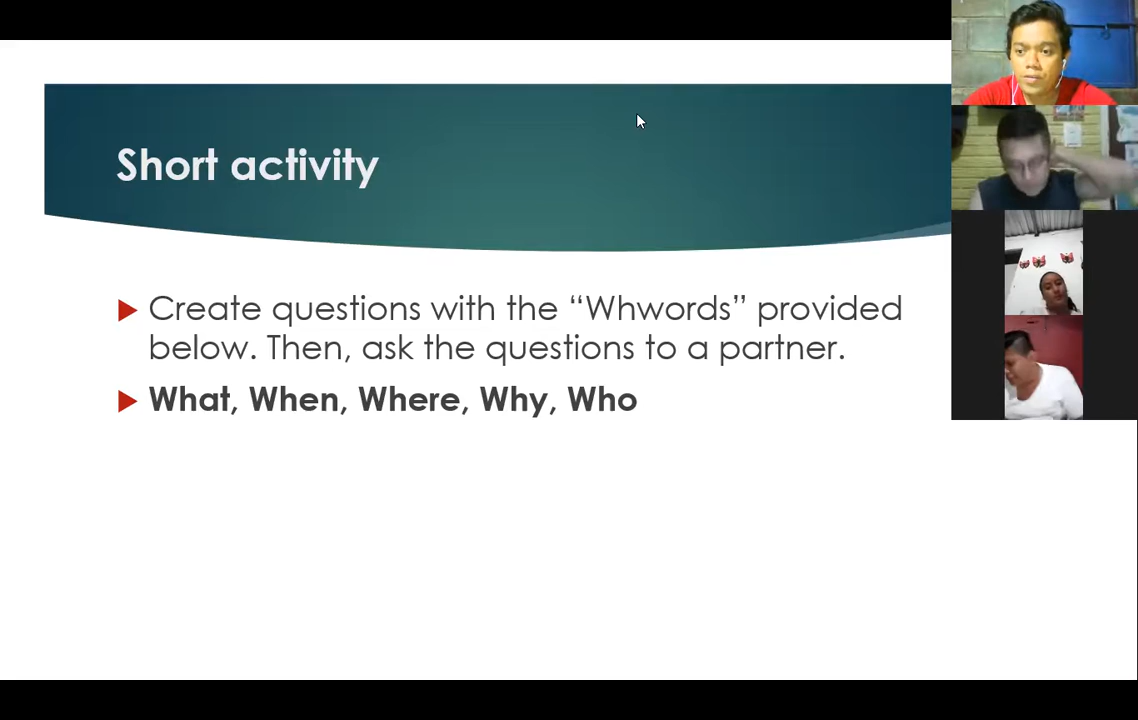 Short activity
Create questions with the “Whwords” provided
below. Then, ask the questions to a partner.
What, When, Where, Why, Who